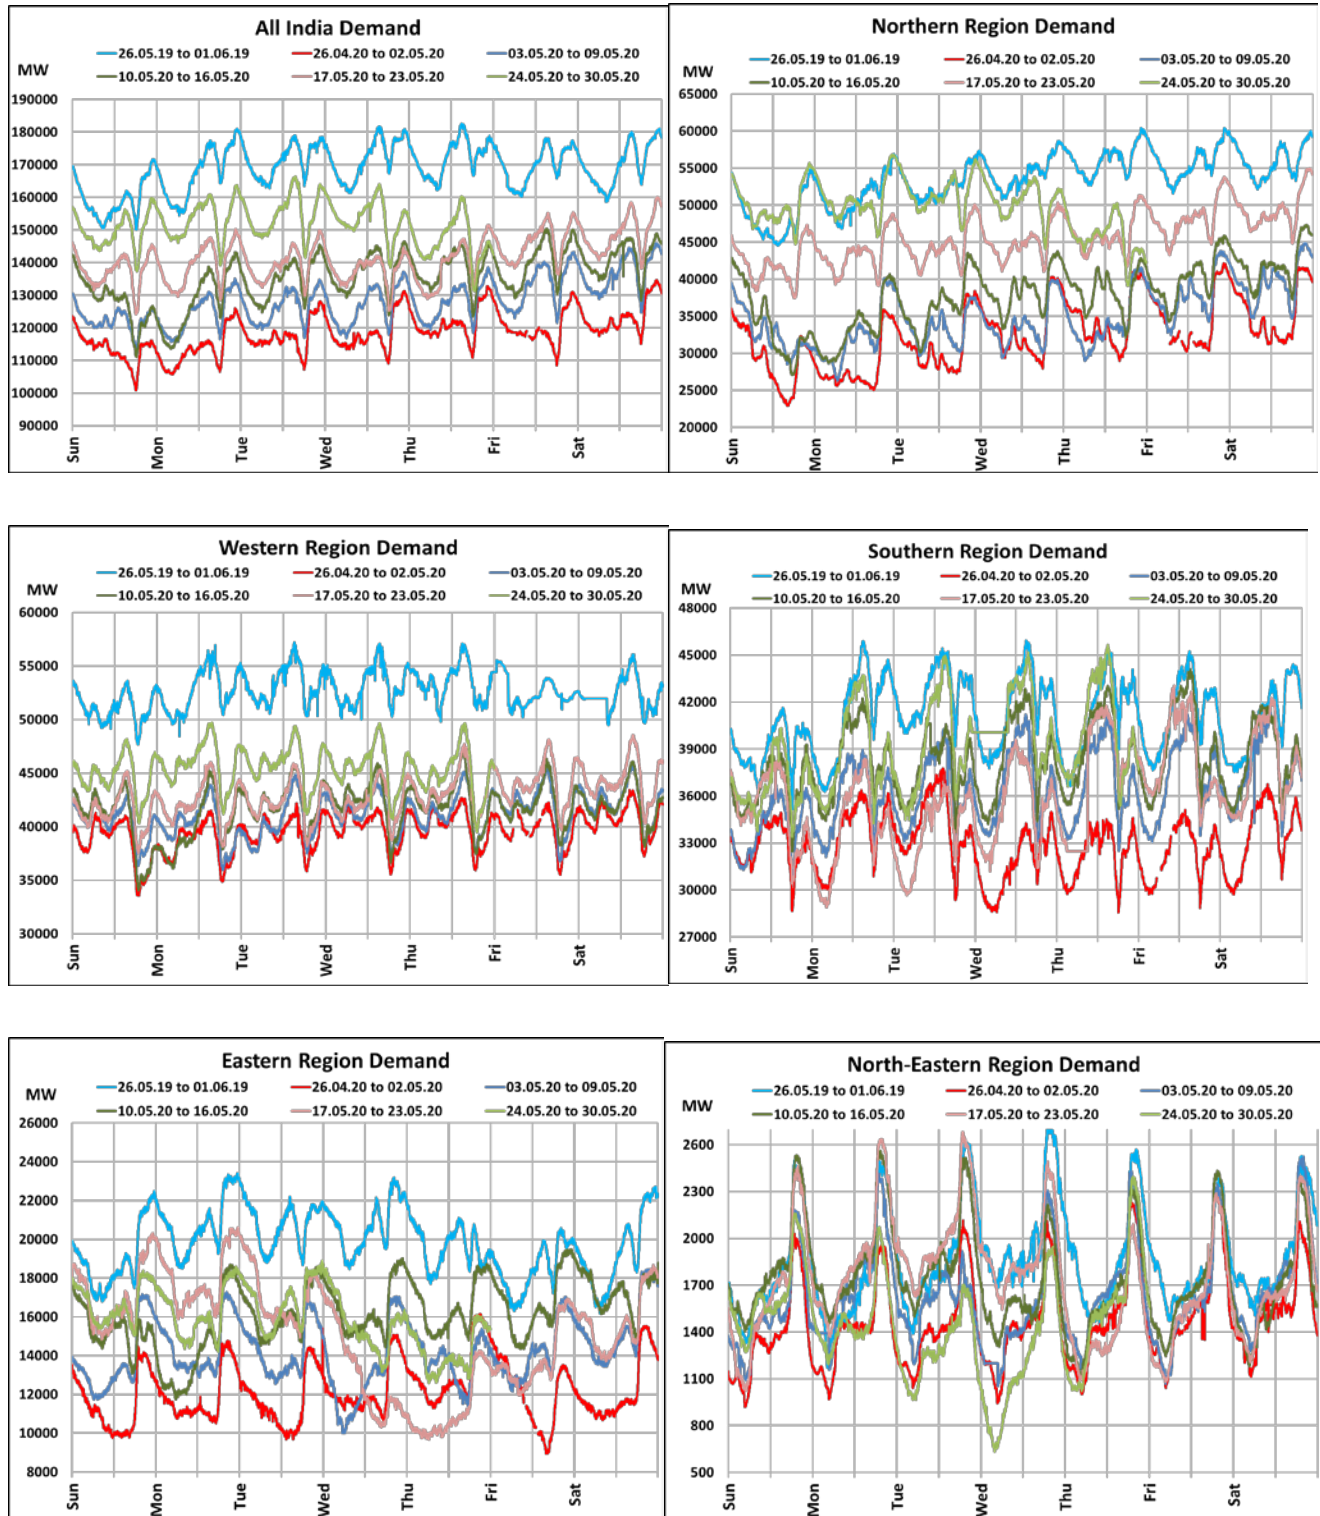 All India Demand
26.05.19 to 01.06.19 26.04.20 to 02.05.20 03.05.20 to 09.05.20
MW
10.05.20 to 16.05.20 17.05.20 to 23.05.20 24.05.20 to 30.05.20
190000
180000
170000
160000
150000
140000
130000
120000
110000
100000
90000
Sun Mon Tue Wed Thu Fri Sat
Northern Region Demand
26.05.19 to 01.06.19 26.04.20 to 02.05.20 03.05.20 to 09.05.20
MW
10.05.20 to 16.05.20 17.05.20 to 23.05.20 24.05.20 to 30.05.20
65000
60000
55000
50000
45000
40000
35000
30000
25000
20000
Sun Mon Tue Wed Thu Fri Sat
Western Region Demand
26.05.19 to 01.06.19 26.04.20 to 02.05.20 03.05.20 to 09.05.20
MW
10.05.20 to 16.05.20 17.05.20 to 23.05.20 24.05.20 to 30.05.20
60000
55000
50000
45000
40000
35000
30000
Sun Mon Tue Wed Thu Fri Sat
Southern Region Demand
26.05.19 to 01.06.19 26.04.20 to 02.05.20 03.05.20 to 09.05.20
MW
10.05.20 to 16.05.20 17.05.20 to 23.05.20 24.05.20 to 30.05.20
48000
45000
42000
39000
36000
33000
30000
27000
Sun Mon Tue Wed Thu Fri Sat
Eastern Region Demand
26.05.19 to 01.06.19 26.04.20 to 02.05.20 03.05.20 to 09.05.20
MW
10.05.20 to 16.05.20 17.05.20 to 23.05.20 24.05.20 to 30.05.20
26000
24000
22000
20000
18000
16000
14000
12000
10000
8000
Sun Mon Tue Wed Thu Fri Sat
North-Eastern Region Demand
26.05.19 to 01.06.19 26.04.20 to 02.05.20 03.05.20 to 09.05.20
MW
10.05.20 to 16.05.20 17.05.20 to 23.05.20 24.05.20 to 30.05.20
2600
2300
2000
1700
1400
1100
800
500
Sun Mon Tue Wed Thu Fri Sat